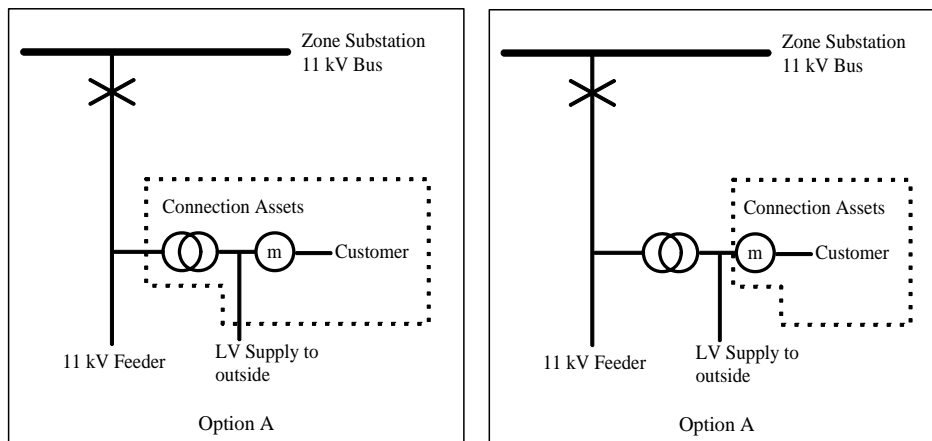 Zone Substation
11 kV Bus
Connection Assets
m
Customer
11 kV Feeder
LV Supply to
outside
Option A
Zone Substation
11 kV Bus
Connection Assets
m
Customer
11 kV Feeder
LV Supply to
outside
Option A